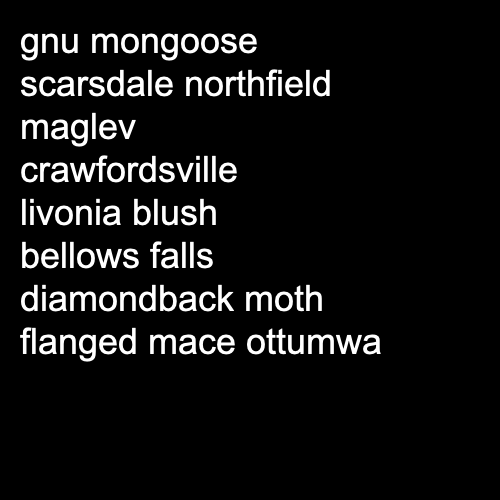 gnu mongoose
scarsdale northfield
maglev
crawfordsville
livonia blush
bellows falls
diamondback moth
flanged mace ottumwa